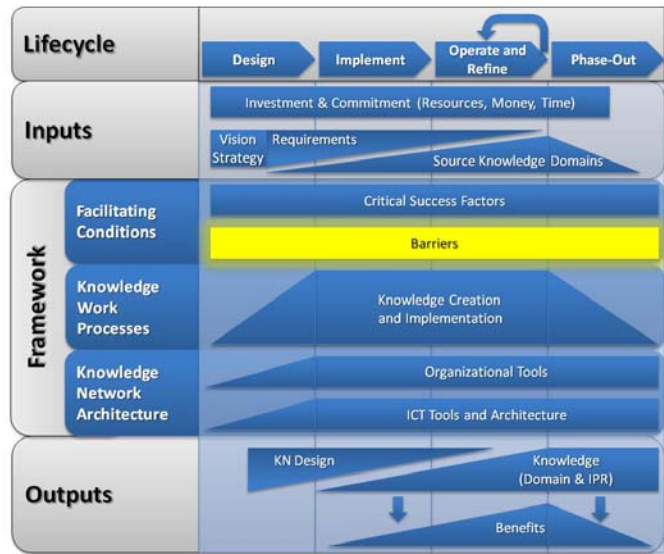 Lifecycle
Design
Implement
Operate and
Refine
Phase-Out
Inputs
Investment & Commitment (Resources, Money, Time)
Vision
Strategy
Requirements
Source Knowledge Domains
Framework
Facilitating
Conditions
Critical Success Factors
Barriers
Knowledge
Work
Processes
Knowledge Creation
and Implementation
Knowledge
Network
Architecture
Organizational Tools
ICT Tools and Architecture
Outputs
KN Design
Knowledge
(Domain & IPR)
Benefits